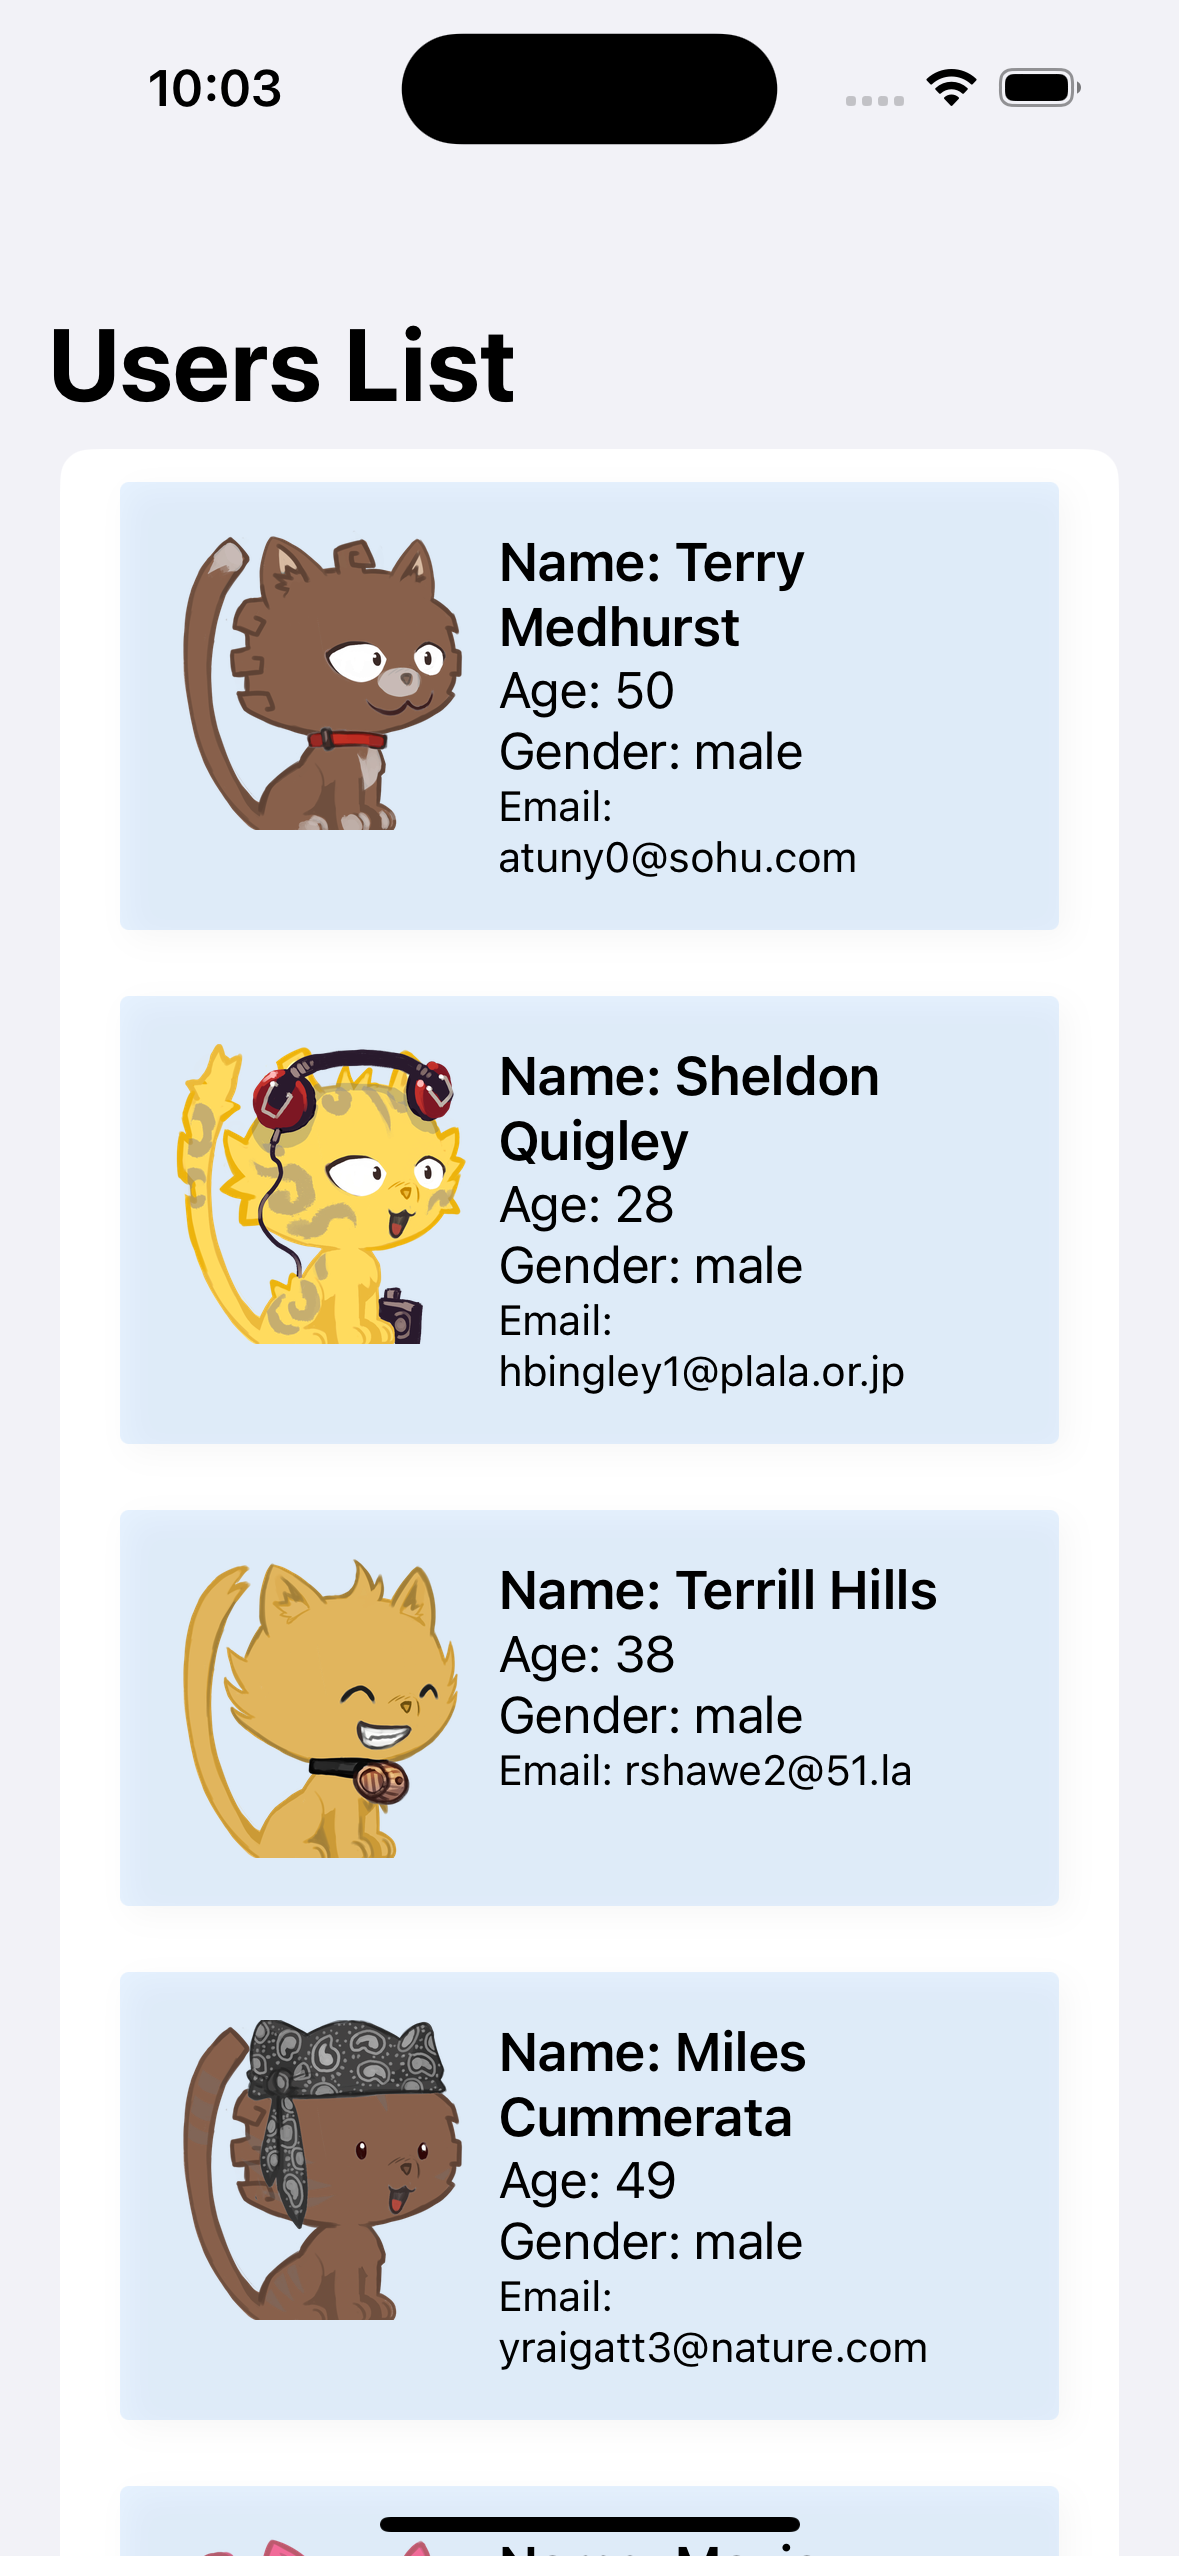 10:03
Users List
Name: Terry
Medhurst
Age: 50
Gender: male
Email:
atuny0@sohu.com
Name: Sheldon
Quigley
Age: 28
Gender: male
Email:
hbingley1@plala.or.jp
Name: Terrill Hills
Age: 38
Gender: male
Email: rshawe2@51.la
Name: Miles
Cummerata
Age: 49
Gender: male
Email:
yraigatt3@nature.com
Name: